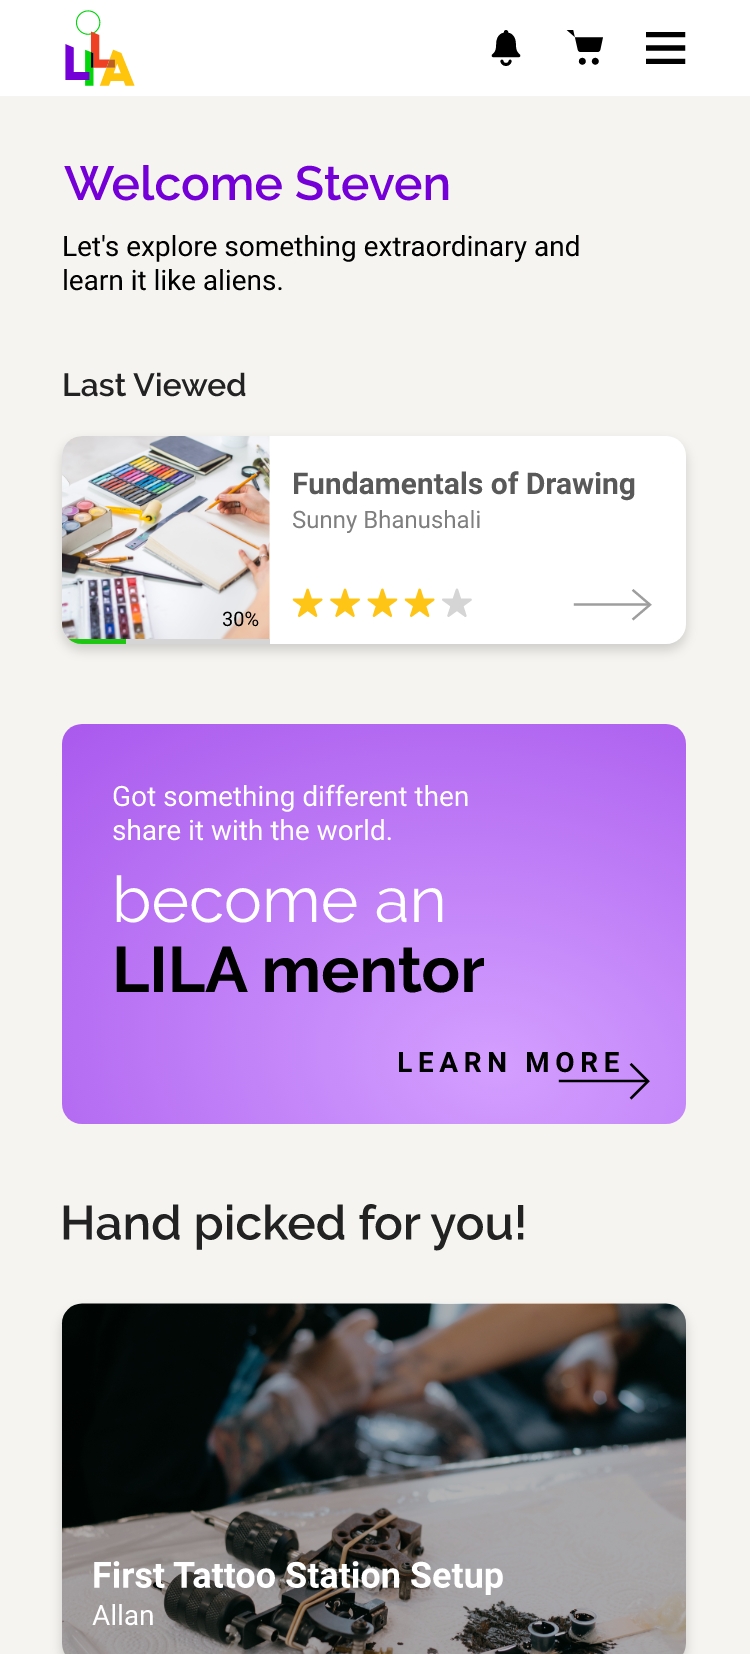 LILA
Welcome Steven
Let's explore something extraordinary and
learn it like aliens.
Last Viewed
Fundamentals of Drawing
Sunny Bhanushali
30%
Got something different then
share it with the world.
become an
LILA mentor
LEARN MORE
Hand picked for you!
First Tattoo Station Setup
Allan